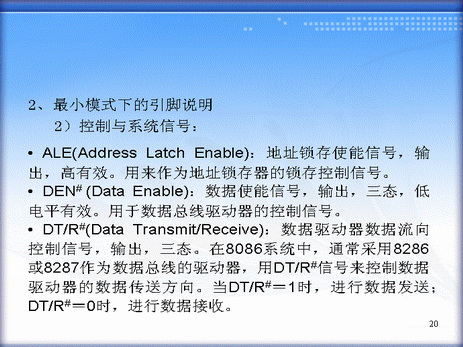 2、最小模式下的引脚说明
2）控制与系统信号：
• ALE(Address Latch Enable)：地址锁存使能信号，输
出，高有效。用来作为地址锁存器的锁存控制信号。
• DEN# (Data Enable)：数据使能信号，输出，三态，低
电平有效。用于数据总线驱动器的控制信号。
• DT/R#(Data Transmit/Receive)：数据驱动器数据流向
控制信号，输出，三态。在8086系统中，通常采用8286
或8287作为数据总线的驱动器，用DT/R#信号来控制数据
驱动器的数据传送方向。当DT/R#＝1时，进行数据发送；
DT/R#＝0时，进行数据接收。
20